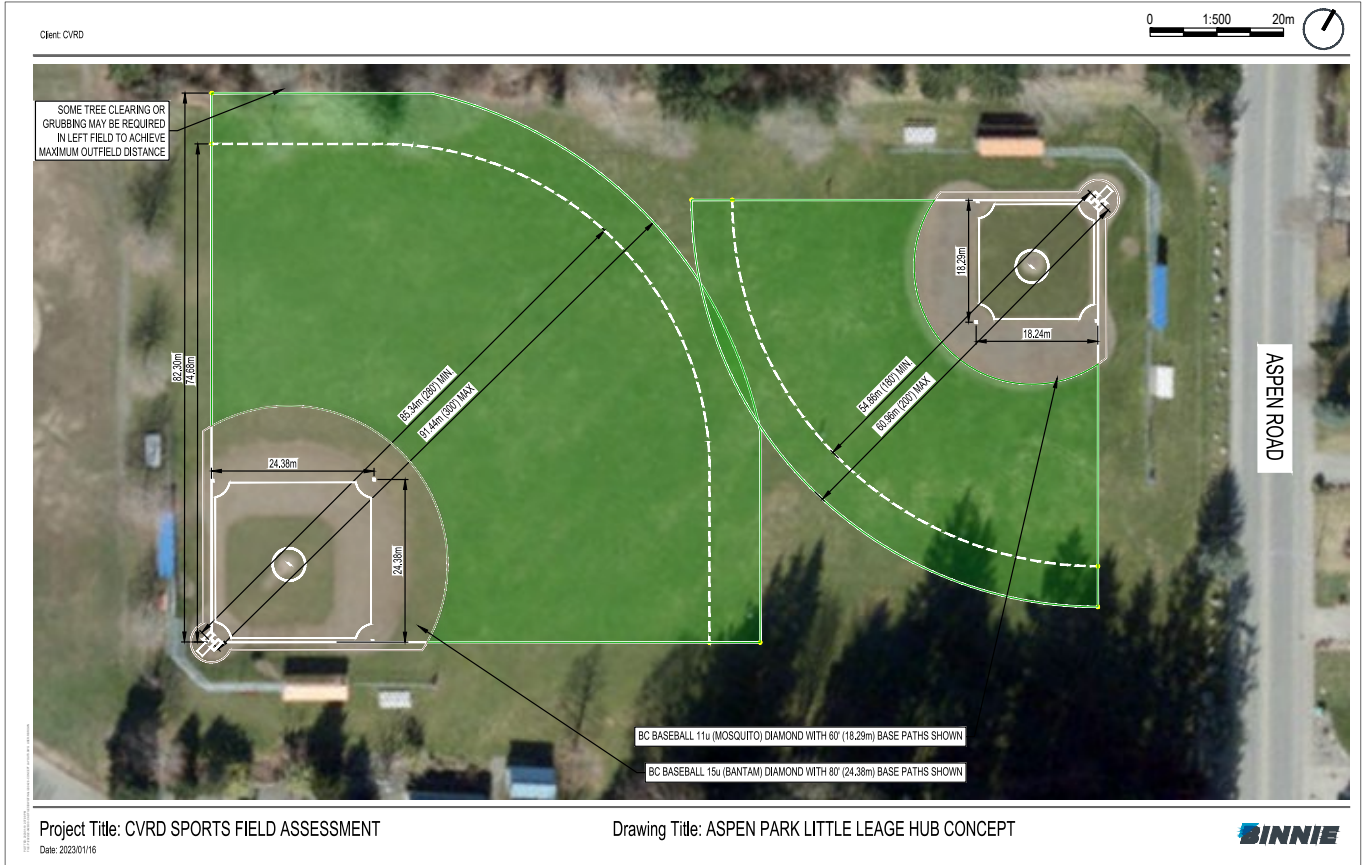 Client: CVRD
0 1:500 20m
SOME TREE CLEARING OR
GRUBBING MAY BE REQUIRED
IN LEFT FIELD TO ACHIEVE
MAXIMUM OUTFIELD DISTANCE
82.30m
74.68m
85.34m (280') MIN
91.44m (300') MAX
24.38m
24.38m
18.29m
18.24m
54.86m (180') MIN
60.96m (200') MAX
ASPEN ROAD
BC BASEBALL 11u (MOSQUITO) DIAMOND WITH 60' (18.29m) BASE PATHS SHOWN
BC BASEBALL 15u (BANTAM) DIAMOND WITH 80' (24.38m) BASE PATHS SHOWN
Project Title: CVRD SPORTS FIELD ASSESSMENT
Date: 2023/01/16
Drawing Title: ASPEN PARK LITTLE LEAGE HUB CONCEPT
BINNIE